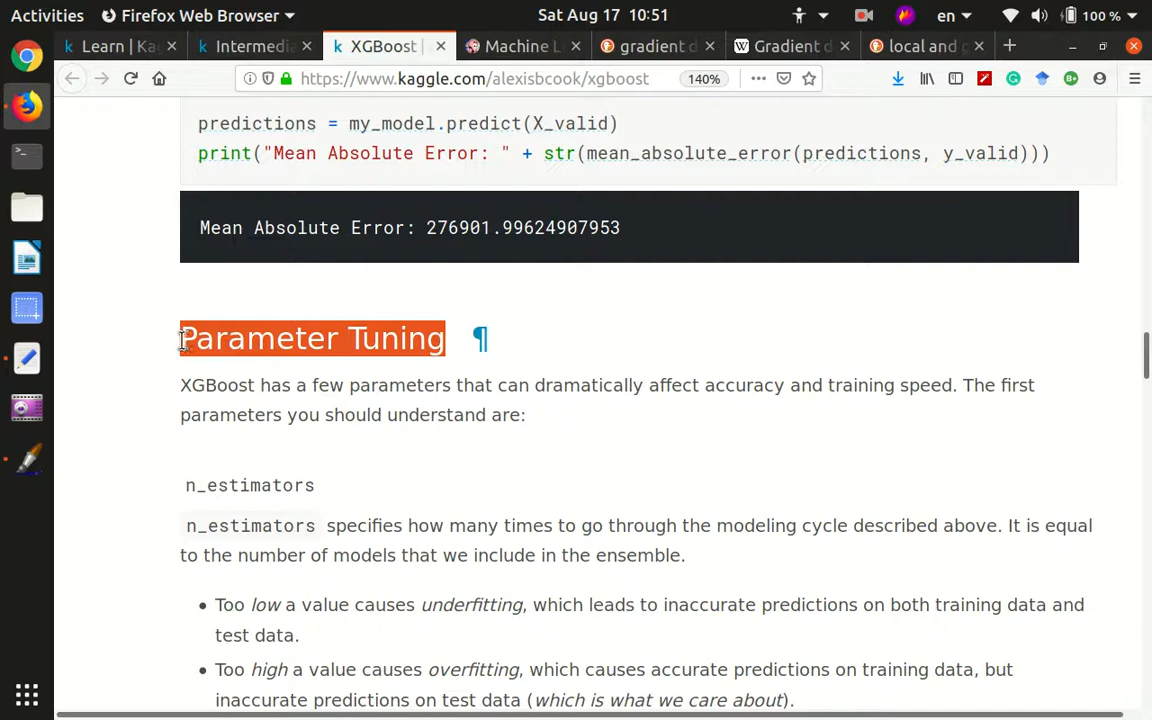 Activities Firefox Web Browser Sat Aug 17 10:51 en 100 %
Learn | Ka Intermedia XGBoost | Machine L gradient d Gradient d local and g
https://www.kaggle.com/alexisbcook/xgboost 140%
predictions = my_model.predict(X_valid)
print("Mean Absolute Error: " + str(mean_absolute_error(predictions, y_valid)))
Mean Absolute Error: 276901.99624907953
Parameter Tuning ¶
XGBoost has a few parameters that can dramatically affect accuracy and training speed. The first
parameters you should understand are:
n_estimators
n_estimators specifies how many times to go through the modeling cycle described above. It is equal
to the number of models that we include in the ensemble.
• Too low a value causes underfitting, which leads to inaccurate predictions on both training data and
test data.
• Too high a value causes overfitting, which causes accurate predictions on training data, but
inaccurate predictions on test data (which is what we care about).